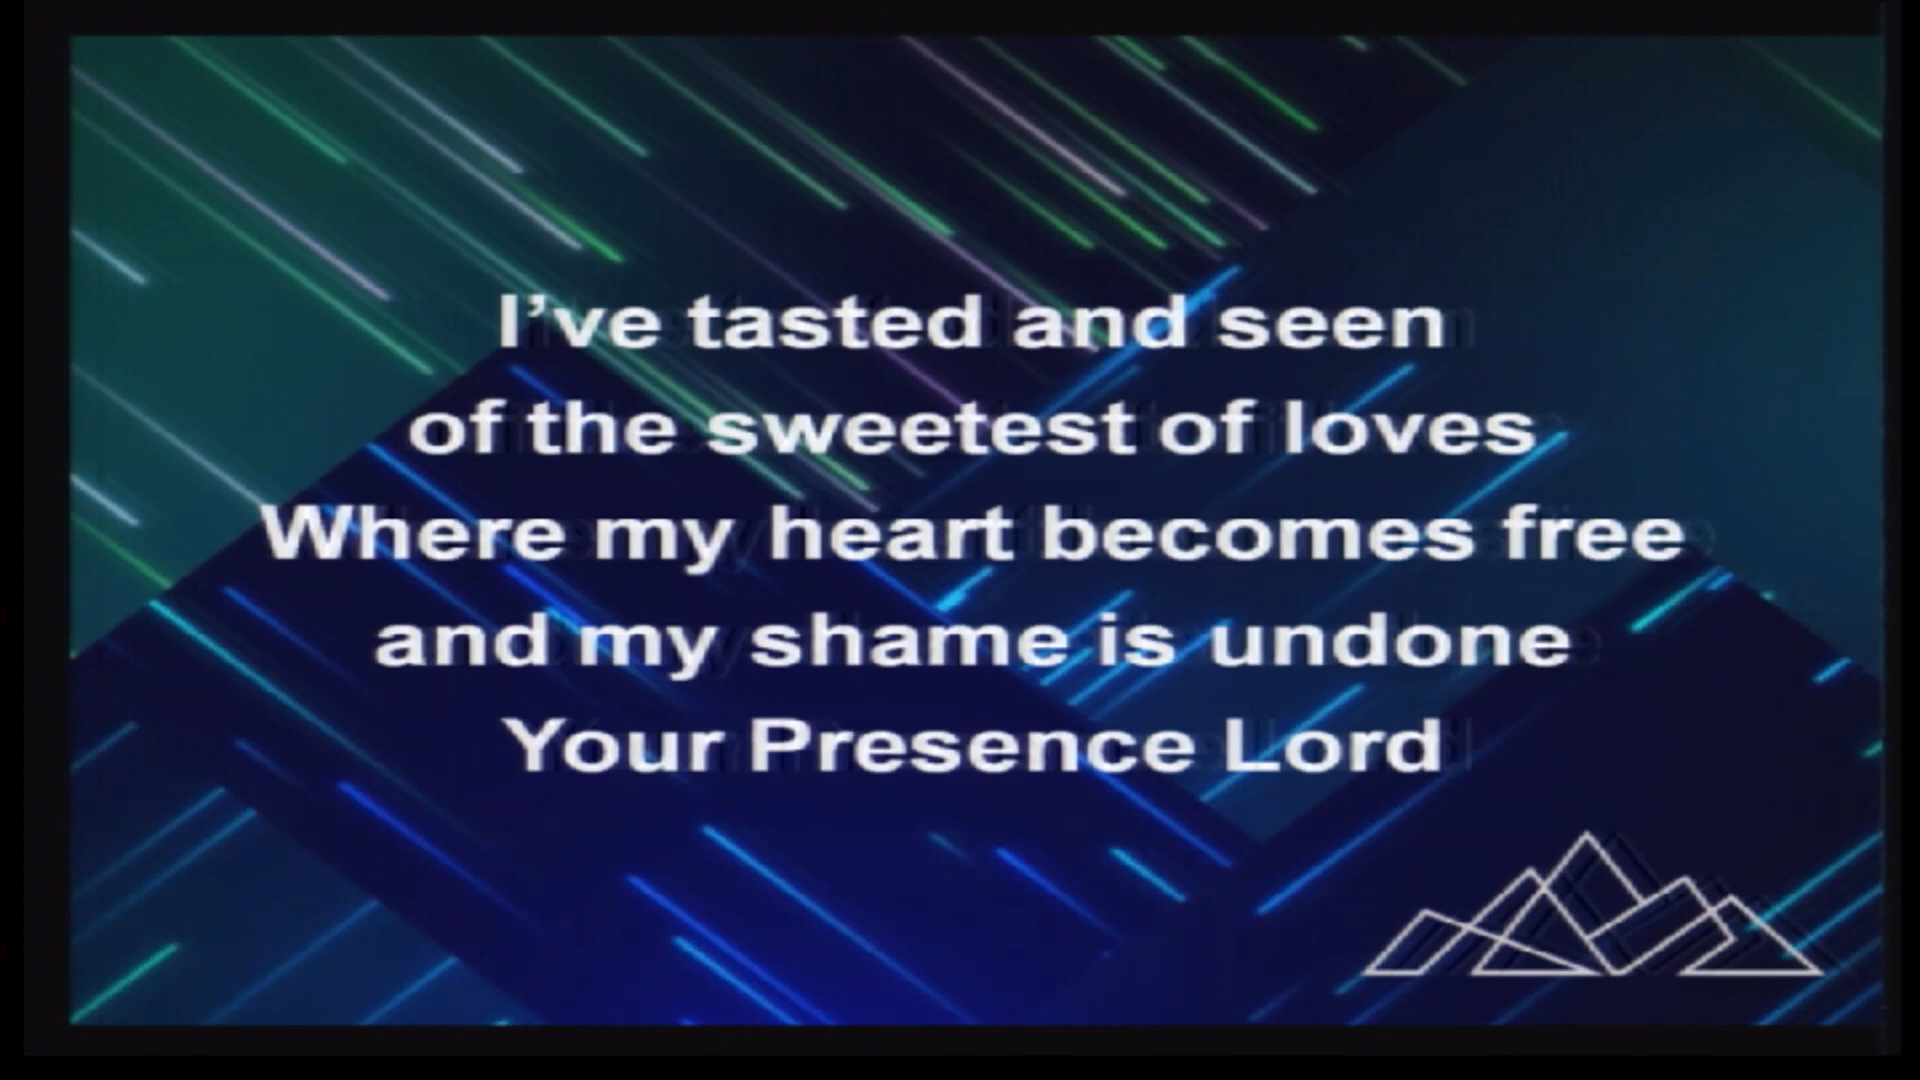 I’ve tasted and seen
of the sweetest of loves
Where my heart becomes free
and my shame is undone
Your Presence Lord